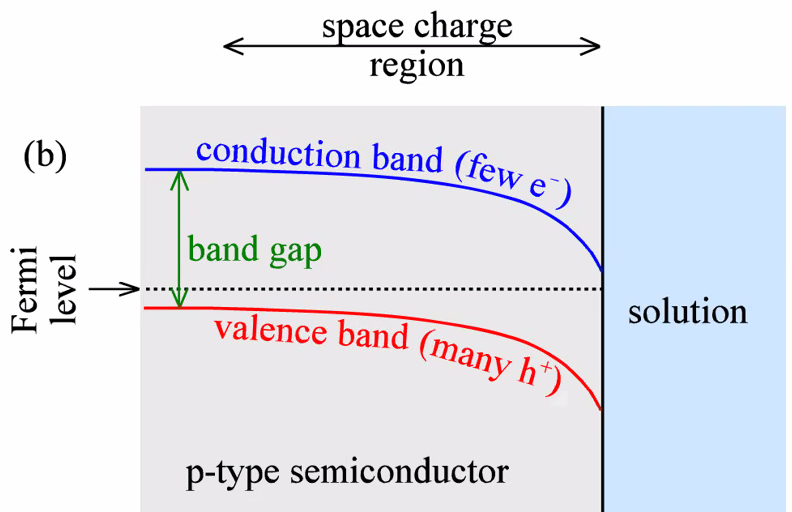 space charge
region
(b)
conduction band (few e⁻)
band gap
Fermi
level
solution
valence band (many h⁺)
p-type semiconductor